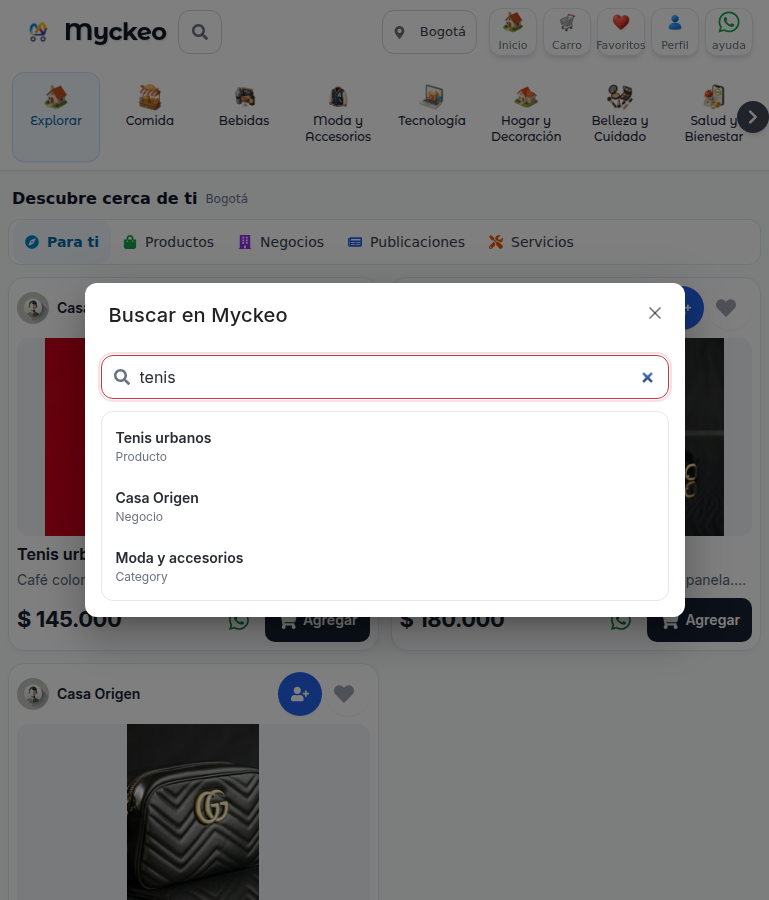 Myckeo
Bogotá
Inicio
Carro
Favoritos
Perfil
ayuda
Explorar
Comida
Bebidas
Moda y
Accesorios
Tecnología
Hogar y
Decoración
Belleza y
Cuidado
Salud y
Bienestar
Descubre cerca de ti Bogotá
Para ti
Productos
Negocios
Publicaciones
Servicios
Buscar en Myckeo
tenis
Tenis urbanos
Producto
Casa Origen
Negocio
Moda y accesorios
Category
Tenis urb
Café color
panela....
$ 145.000
Agregar
$ 180.000
Agregar
Casa Origen